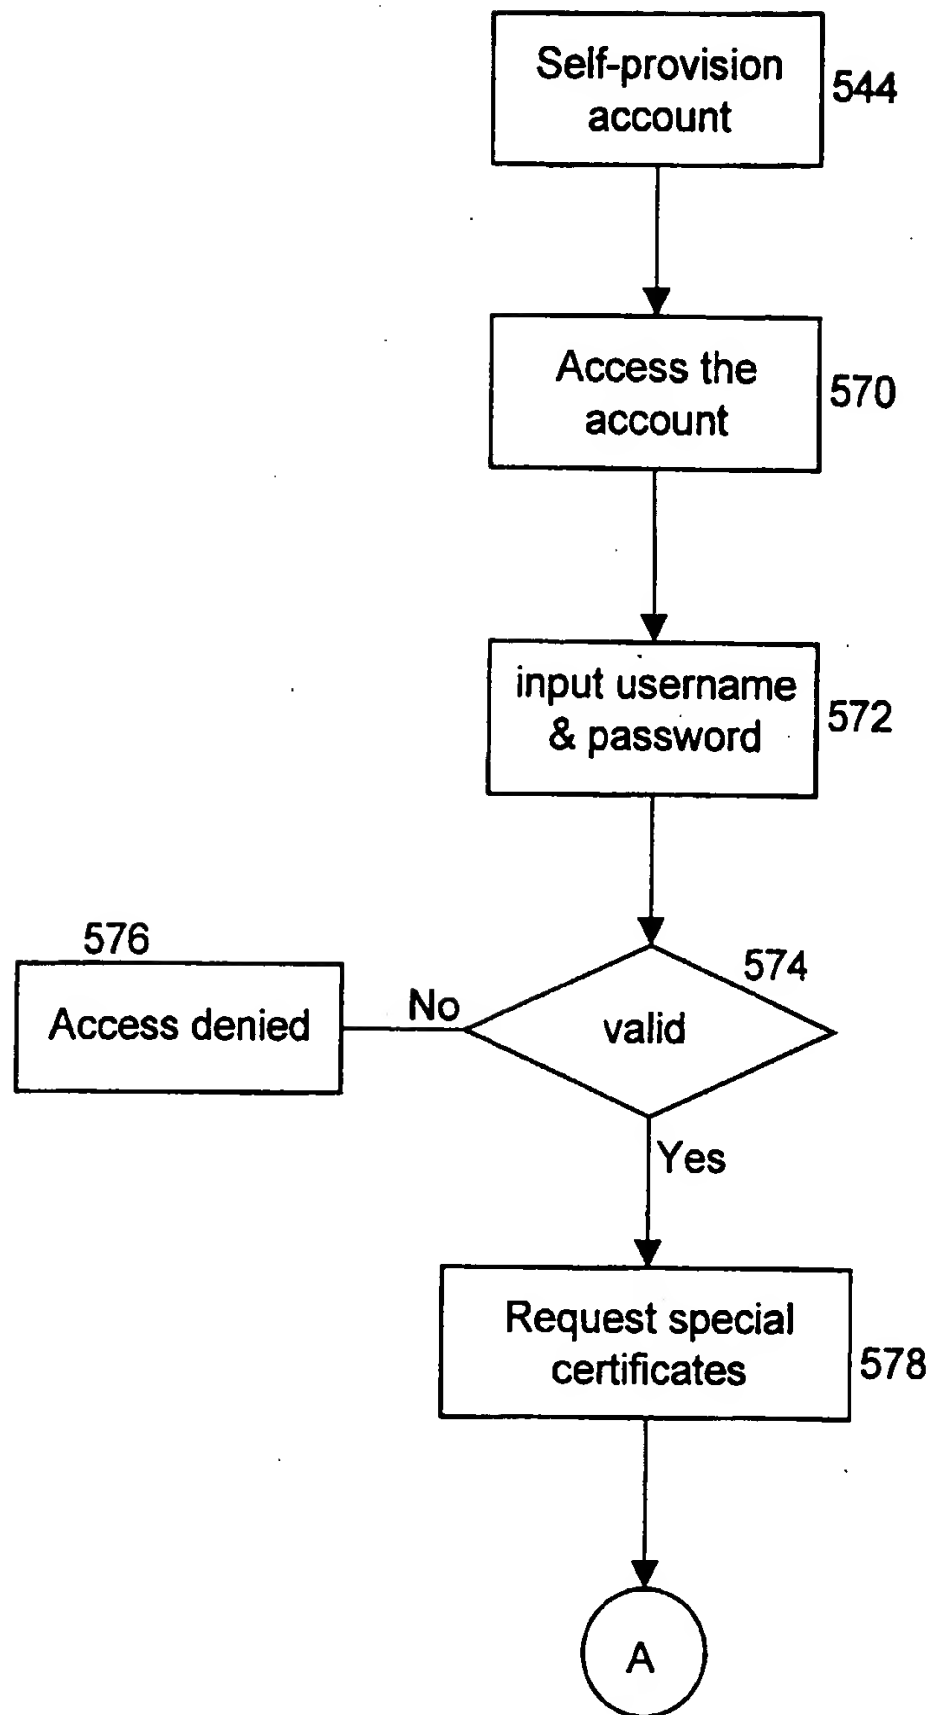 Self-provision
account
544
Access the
account
570
input username
& password
572
576
574
Access denied
No
valid
Yes
Request special
certificates
578
A